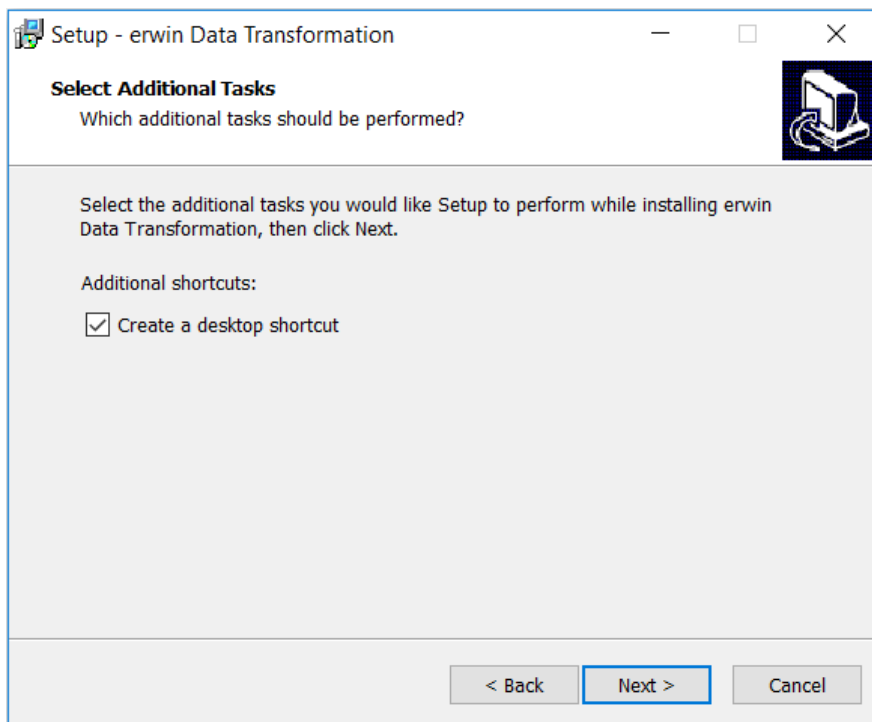 Setup - erwin Data Transformation
Select Additional Tasks
Which additional tasks should be performed?
Select the additional tasks you would like Setup to perform while installing erwin
Data Transformation, then click Next.
Additional shortcuts:
Create a desktop shortcut
< Back
Next >
Cancel